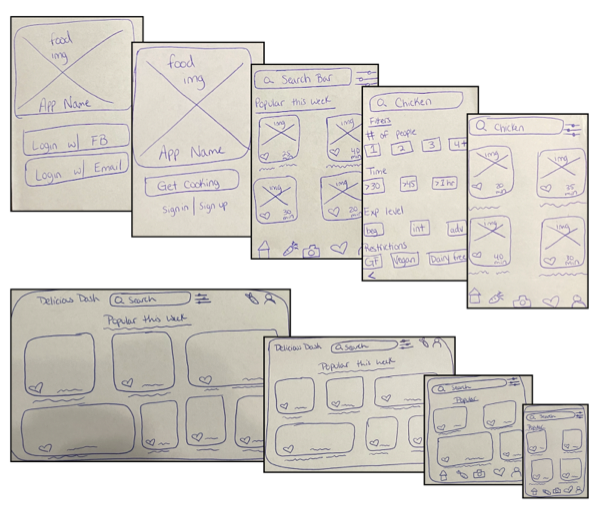 food
img
App Name
Login w/ FB
Login w/ Email
food
img
App Name
Get Cooking
sign in | sign up
Search Bar
Popular this week
img
25
img
40
min
img
30
min
img
20
min
Chicken
Filters
# of people
1 2 3 4+
Time
>30 >45 >1 hr
Exp level
beg int adv
Restrictions
GF Vegan Dairy free
Chicken
img
20
min
img
25
min
img
40
min
img
30
min
Delicious Dash Search
Popular this week
Delicious Dash Search
Popular this week
Search
Popular
Search
Popular